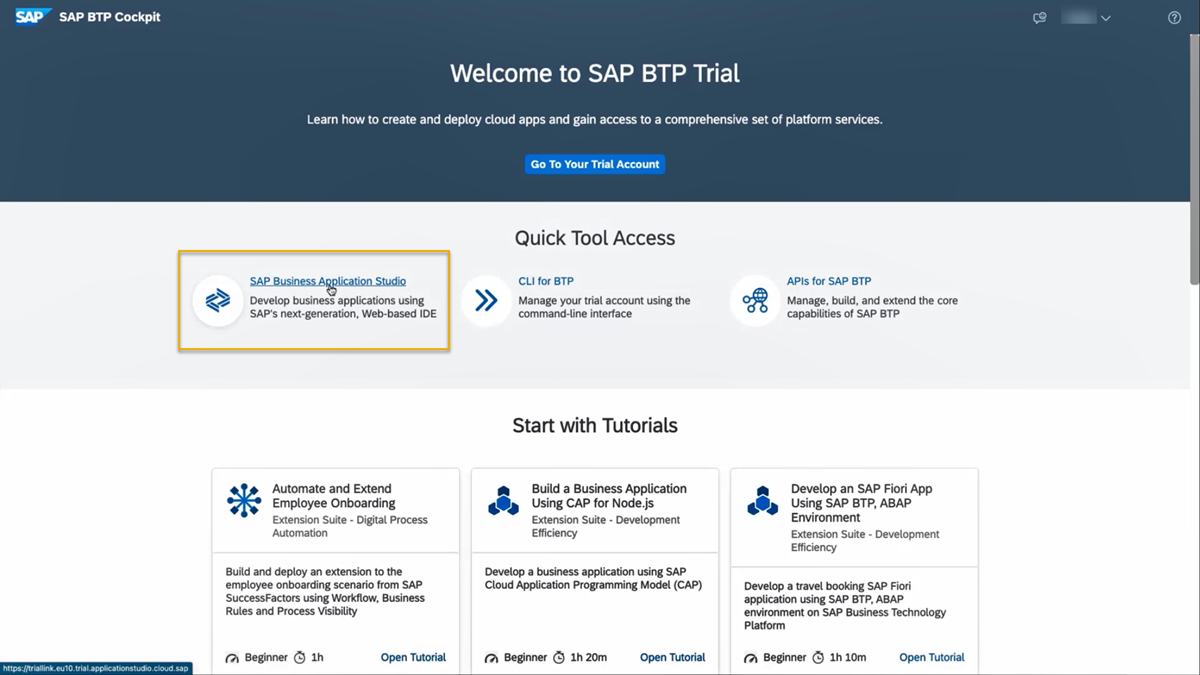 SAP SAP BTP Cockpit
Welcome to SAP BTP Trial
Learn how to create and deploy cloud apps and gain access to a comprehensive set of platform services.
Go To Your Trial Account
Quick Tool Access
SAP Business Application Studio
Develop business applications using
SAP's next-generation, Web-based IDE
CLI for BTP
Manage your trial account using the
command-line interface
APIs for SAP BTP
Manage, build, and extend the core
capabilities of SAP BTP
Start with Tutorials
Automate and Extend
Employee Onboarding
Extension Suite - Digital Process
Automation
Build and deploy an extension to the
employee onboarding scenario from SAP
SuccessFactors using Workflow, Business
Rules and Process Visibility
Beginner 1h Open Tutorial
Build a Business Application
Using CAP for Node.js
Extension Suite - Development
Efficiency
Develop a business application using SAP
Cloud Application Programming Model (CAP)
Beginner 1h 20m Open Tutorial
Develop an SAP Fiori App
Using SAP BTP, ABAP
Environment
Extension Suite - Development
Efficiency
Develop a travel booking SAP Fiori
application using SAP BTP, ABAP
environment on SAP Business Technology
Platform
Beginner 1h 10m Open Tutorial
https://triallink.eu10.trial.applicationstudio.cloud.sap